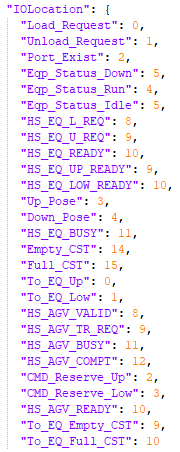 "IOLocation": {
"Load_Request": 0,
"Unload_Request": 1,
"Port_Exist": 2,
"Eqp_Status_Down": 5,
"Eqp_Status_Run": 4,
"Eqp_Status_Idle": 5,
"HS_EQ_L_REQ": 8,
"HS_EQ_U_REQ": 9,
"HS_EQ_READY": 10,
"HS_EQ_UP_READY": 9,
"HS_EQ_LOW_READY": 10,
"Up_Pose": 3,
"Down_Pose": 4,
"HS_EQ_BUSY": 11,
"Empty_CST": 14,
"Full_CST": 15,
"To_EQ_Up": 0,
"To_EQ_Low": 1,
"HS_AGV_VALID": 8,
"HS_AGV_TR_REQ": 9,
"HS_AGV_BUSY": 11,
"HS_AGV_COMPT": 12,
"CMD_Reserve_Up": 2,
"CMD_Reserve_Low": 3,
"HS_AGV_READY": 10,
"To_EQ_Empty_CST": 9,
"To_EQ_Full_CST": 10